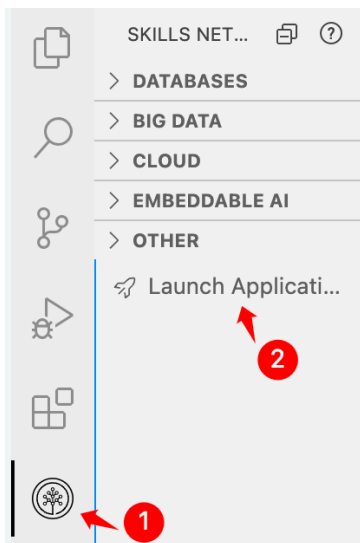 SKILLS NET... ?
> DATABASES
> BIG DATA
> CLOUD
> EMBEDDABLE AI
> OTHER
Launch Applicati...
2
1